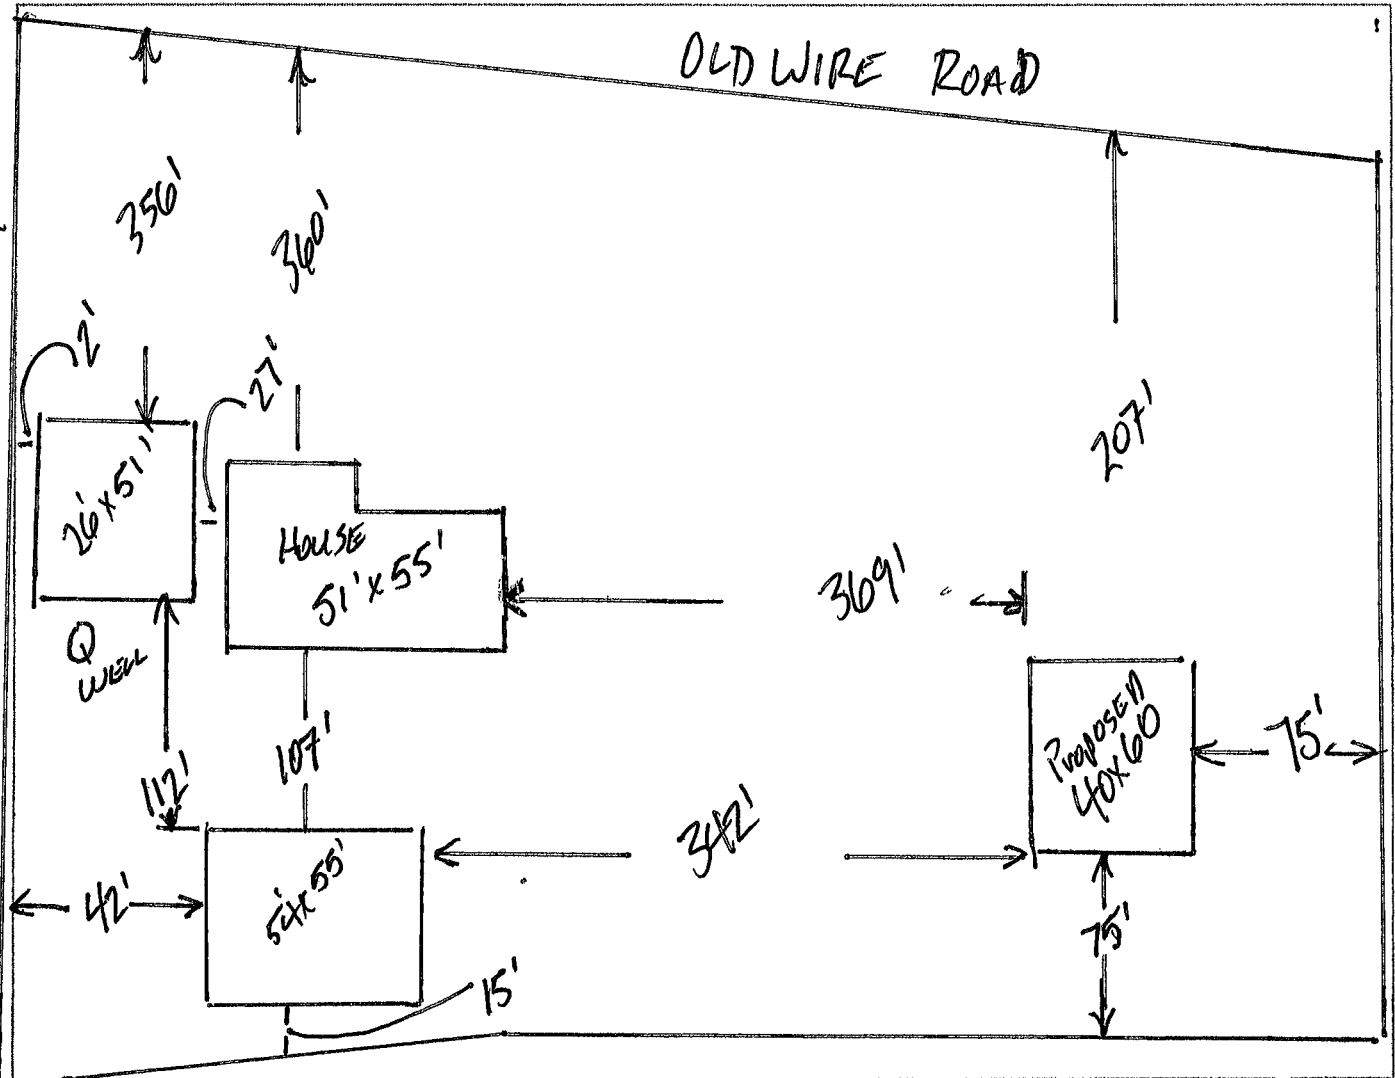 OLD WIRE ROAD
356'
360'
2'
27'
207'
26'x51'
HOUSE
51'x55'
369'
Q
WELL
PROPOSED
40x60
75'
107'
112'
342'
42'
54'x55'
75'
15'